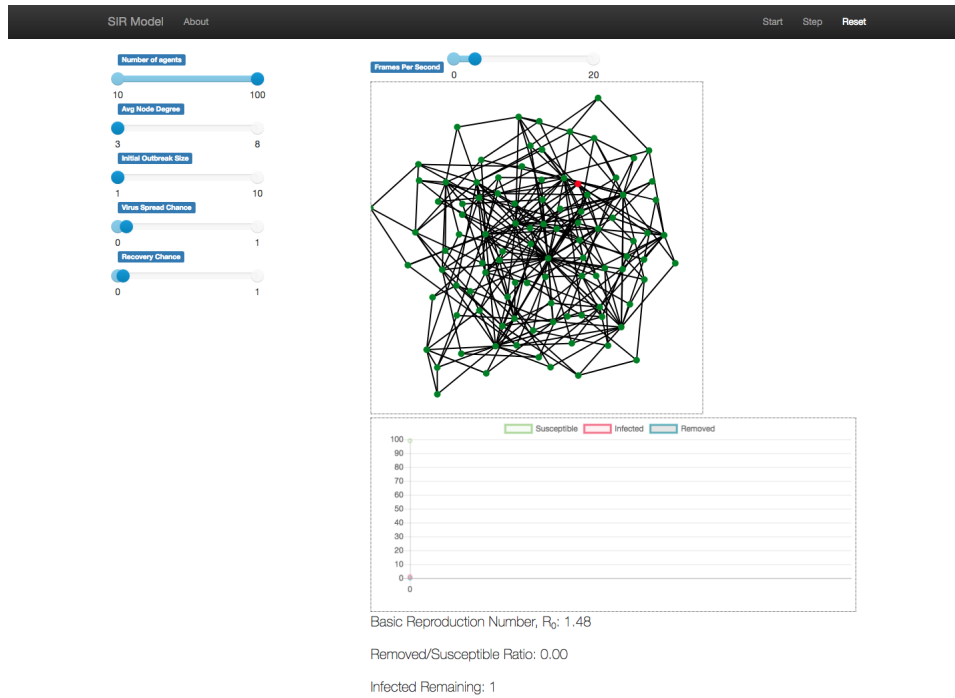 SIR Model About Start Step Reset
Number of agents
10 100
Avg Node Degree
3 8
Initial Outbreak Size
1 10
Virus Spread Chance
0 1
Recovery Chance
0 1
Frames Per Second
0 20
Susceptible Infected Removed
100
90
80
70
60
50
40
30
20
10
0
0
Basic Reproduction Number, R₀: 1.48
Removed/Susceptible Ratio: 0.00
Infected Remaining: 1